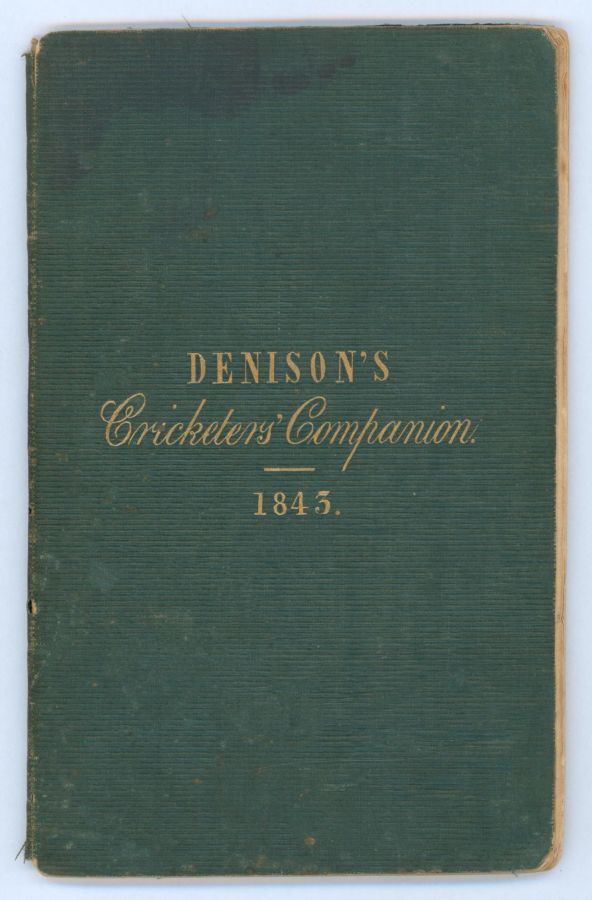 DENISON'S
Cricketers' Companion.
1843.